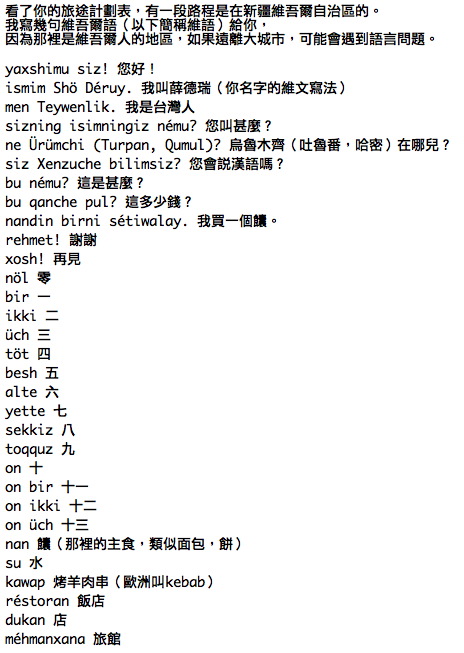 看了你的旅途計劃表，有一段路程是在新疆維吾爾自治區的。
我寫幾句維吾爾語（以下簡稱維語）給你，
因為那裡是維吾爾人的地區，如果遠離大城市，可能會遇到語言問題。
yaxshimu siz! 您好！
ismim Shö Déruy. 我叫薛德瑞（你名字的維文寫法）
men Teywenlik. 我是台灣人
sizning isimningiz nému? 您叫甚麼？
ne Ürümchi (Turpan, Qumul)? 烏魯木齊（吐魯番，哈密）在哪兒？
siz Xenzuche bilimsiz? 您會説漢語嗎？
bu nému? 這是甚麼？
bu qanche pul? 這多少錢？
nandin birni sétiwalay. 我買一個饢。
rehmet! 謝謝
xosh! 再見
nöl 零
bir 一
ikki 二
üch 三
töt 四
besh 五
alte 六
yette 七
sekkiz 八
toqquz 九
on 十
on bir 十一
on ikki 十二
on üch 十三
nan 饢（那裡的主食，類似面包，餅）
su 水
kawap 烤羊肉串（歐洲叫kebab）
réstoran 飯店
dukan 店
méhmanxana 旅館